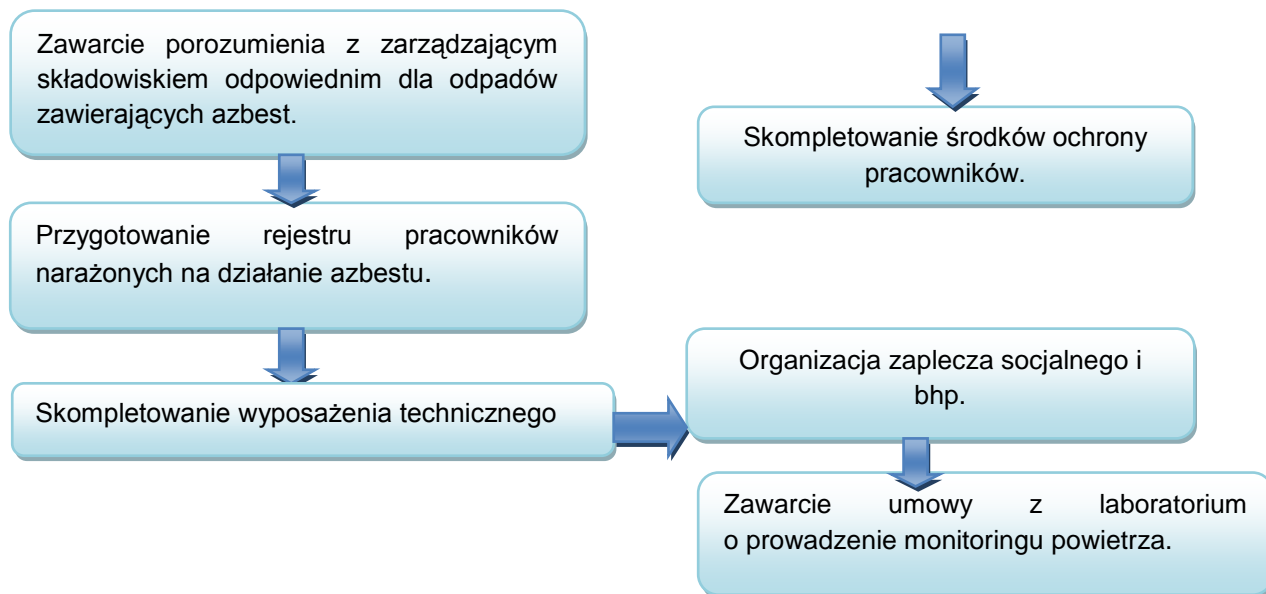 Zawarcie porozumienia z zarządzającym
składowiskiem odpowiednim dla odpadów
zawierających azbest.
Przygotowanie rejestru pracowników
narażonych na działanie azbestu.
Skompletowanie wyposażenia technicznego
Skompletowanie środków ochrony
pracowników.
Organizacja zaplecza socjalnego i
bhp.
Zawarcie umowy z laboratorium
o prowadzenie monitoringu powietrza.